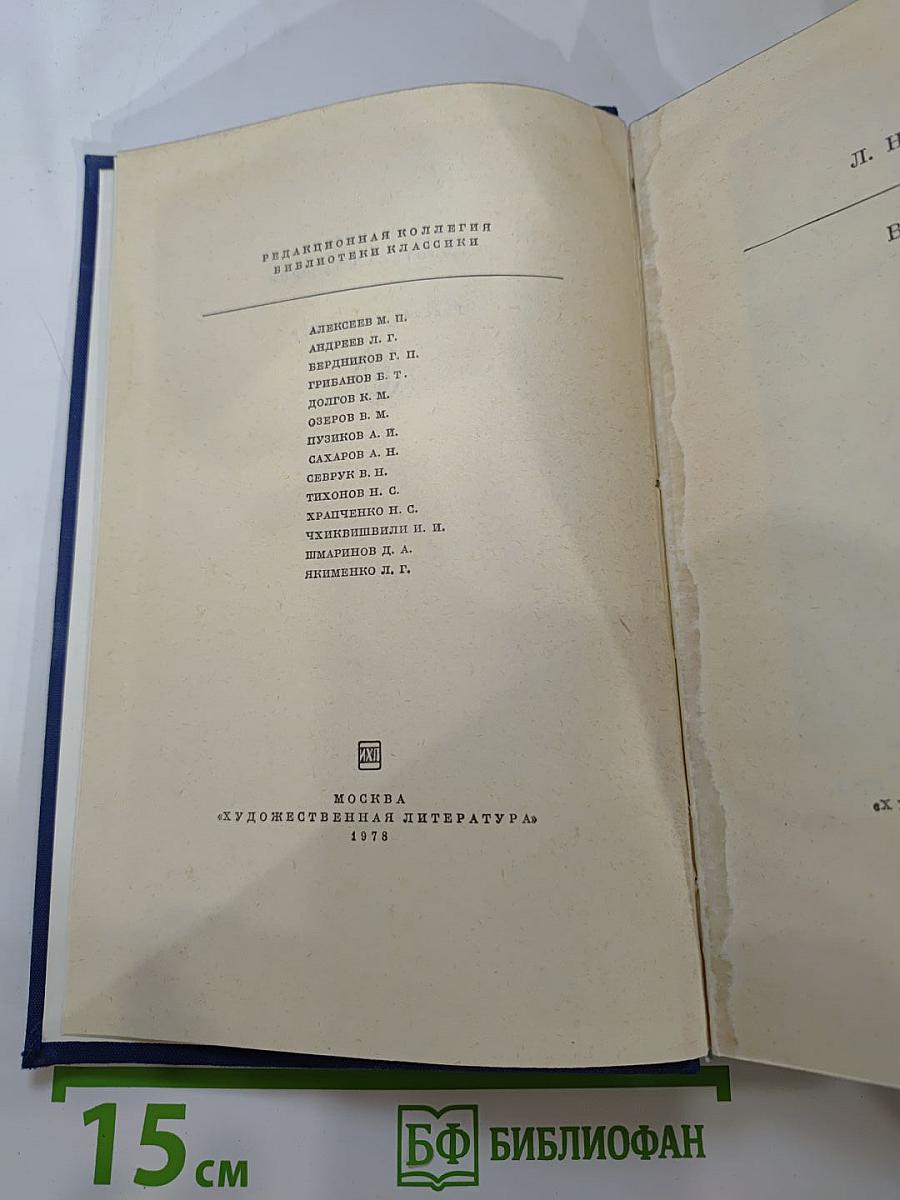 РЕДАКЦИОННАЯ КОЛЛЕГИЯ
БИБЛИОТЕКИ КЛАССИКИ
АЛЕКСЕЕВ М. П.
АНДРЕЕВ Л. Г.
БЕРДНИКОВ Г. П.
ГРИБАНОВ Б. Т.
ДОЛГОВ К. М.
ОЗЕРОВ В. М.
ПУЗИКОВ А. И.
САХАРОВ А. Н.
СЕВРУК В. Н.
ТИХОНОВ Н. С.
ХРАПЧЕНКО Н. С.
ЧХИКВИШВИЛИ И. И.
ШМАРИНОВ Д. А.
ЯКИМЕНКО Л. Г.
ИХЛ
МОСКВА
«ХУДОЖЕСТВЕННАЯ ЛИТЕРАТУРА»
1978
Л. Н
В
«Х
15 см
БФ БИБЛИОФАН